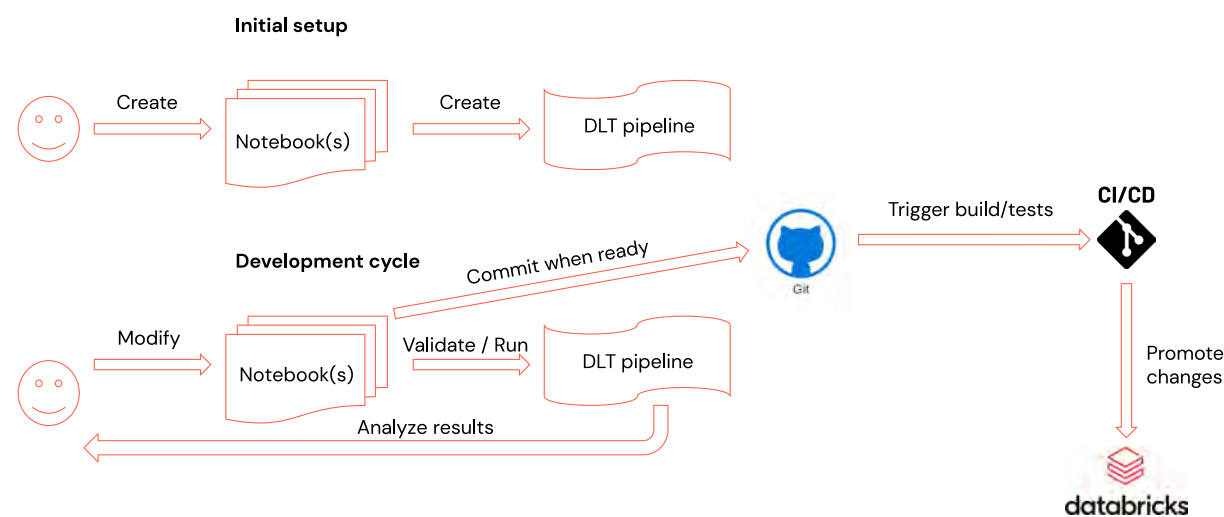 Initial setup
Create
Notebook(s)
Create
DLT pipeline
Development cycle
Modify
Notebook(s)
Commit when ready
Validate / Run
DLT pipeline
Analyze results
Git
Trigger build/tests
CI/CD
Promote
changes
databricks